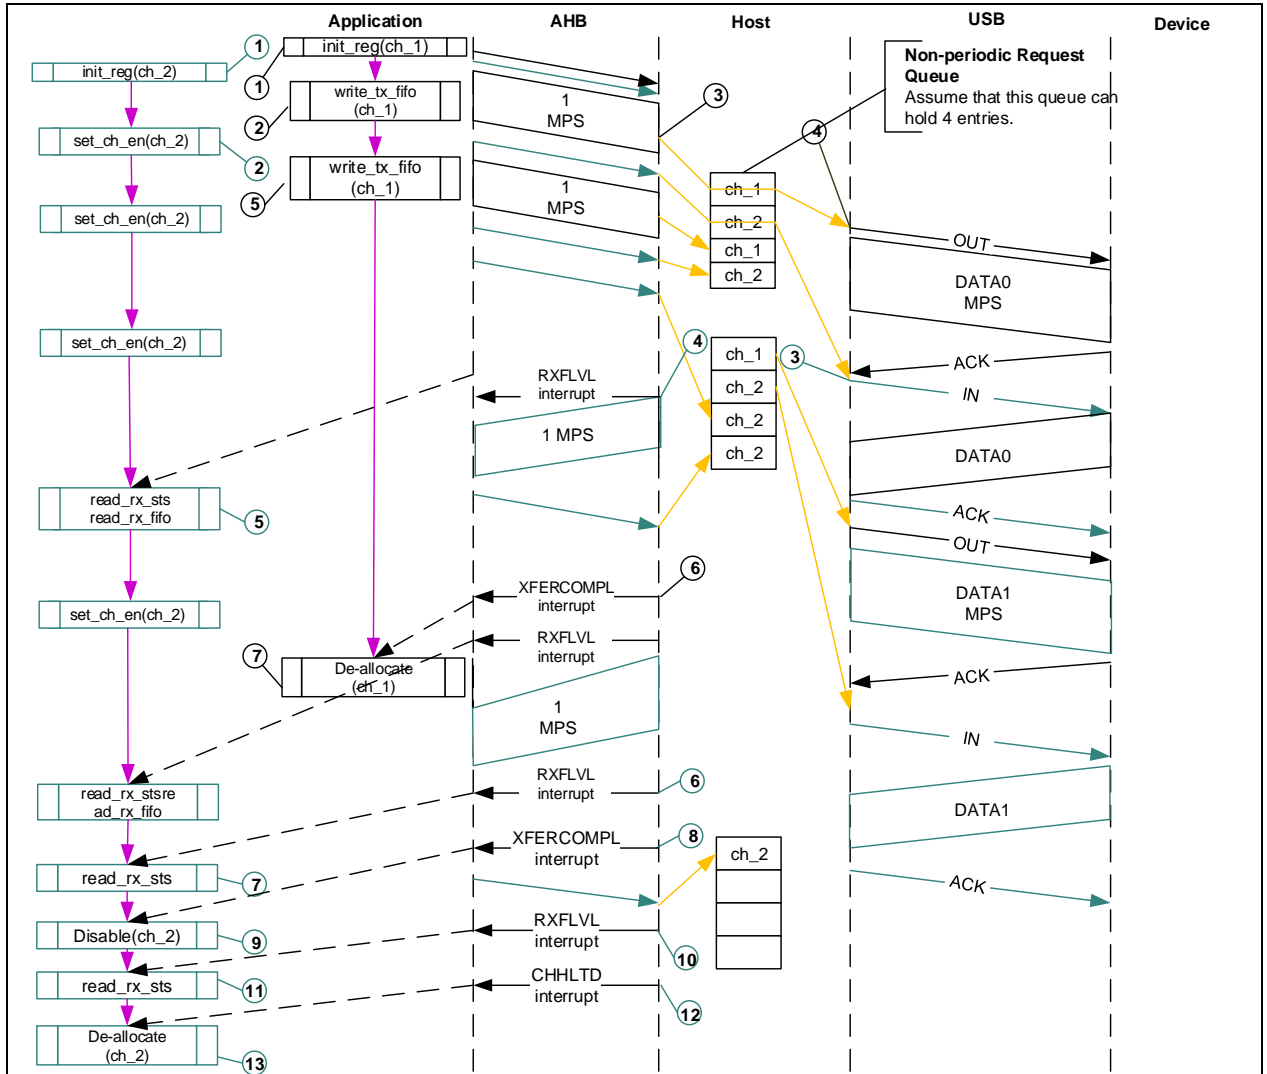 Application
AHB
Host
USB
Device
1
init_reg(ch_1)
init_reg(ch_2)
1
Non-periodic Request
Queue
Assume that this queue can
hold 4 entries.
write_tx_fifo
(ch_1)
2
1
MPS
3
4
set_ch_en(ch_2)
2
write_tx_fifo
(ch_1)
5
1
MPS
ch_1
ch_2
ch_1
ch_2
set_ch_en(ch_2)
OUT
DATA0
MPS
set_ch_en(ch_2)
4
ch_1
ch_2
ch_2
ch_2
3
ACK
RXFLVL
interrupt
IN
1 MPS
DATA0
read_rx_sts
read_rx_fifo
5
ACK
OUT
XFERCOMPL
interrupt
6
DATA1
MPS
set_ch_en(ch_2)
RXFLVL
interrupt
7
De-allocate
(ch_1)
ACK
1
MPS
IN
read_rx_stsre
ad_rx_fifo
RXFLVL
interrupt
6
DATA1
XFERCOMPL
interrupt
8
ch_2
read_rx_sts
7
ACK
Disable(ch_2)
9
RXFLVL
interrupt
10
read_rx_sts
11
CHHLTD
interrupt
12
De-allocate
(ch_2)
13